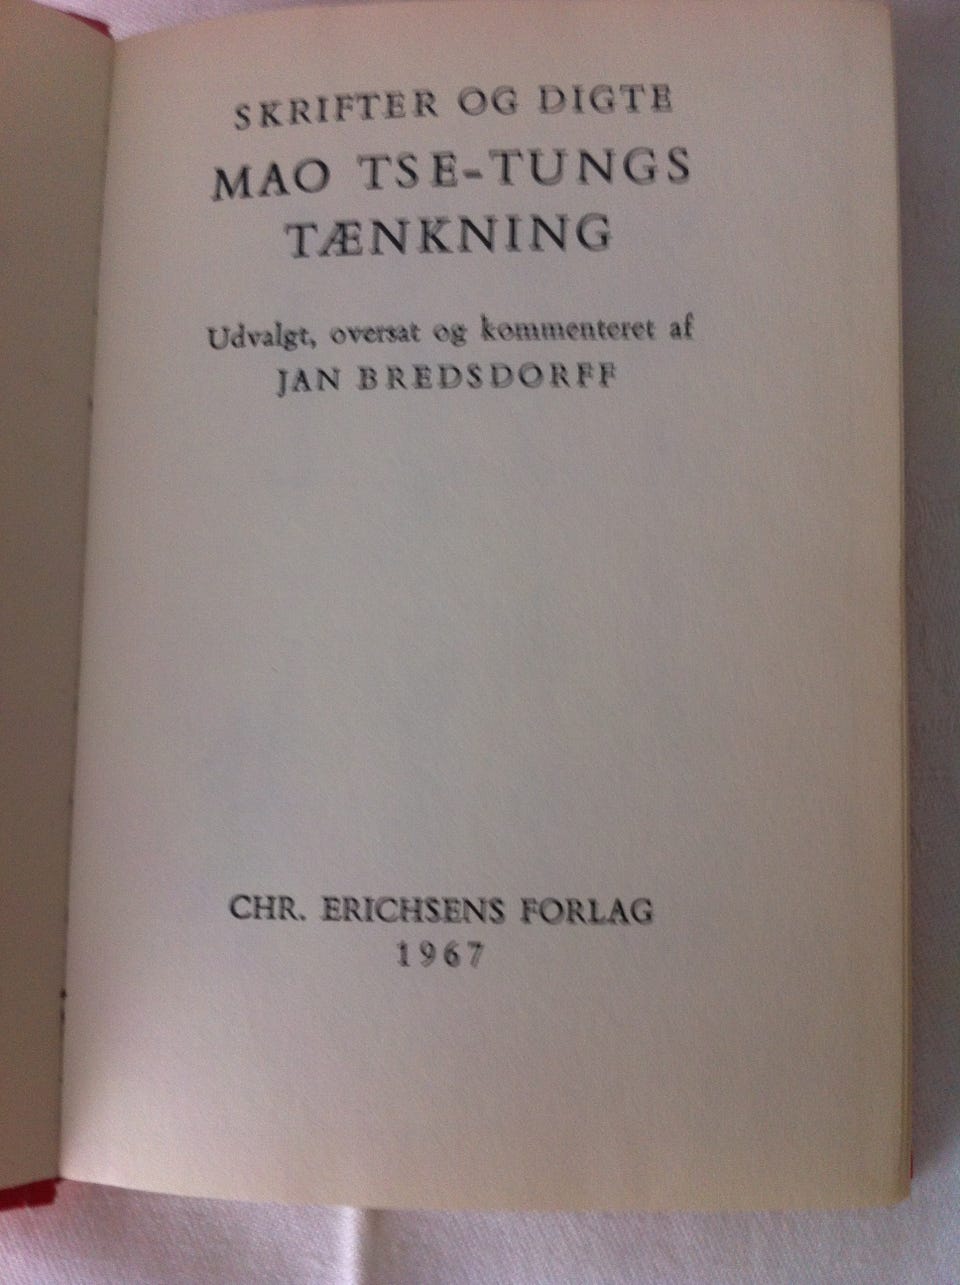 SKRIFTER OG DIGTE
MAO TSE-TUNGS
TÆNKNING
Udvalgt, oversat og kommenteret af
JAN BREDSDORFF
CHR. ERICHSENS FORLAG
1967